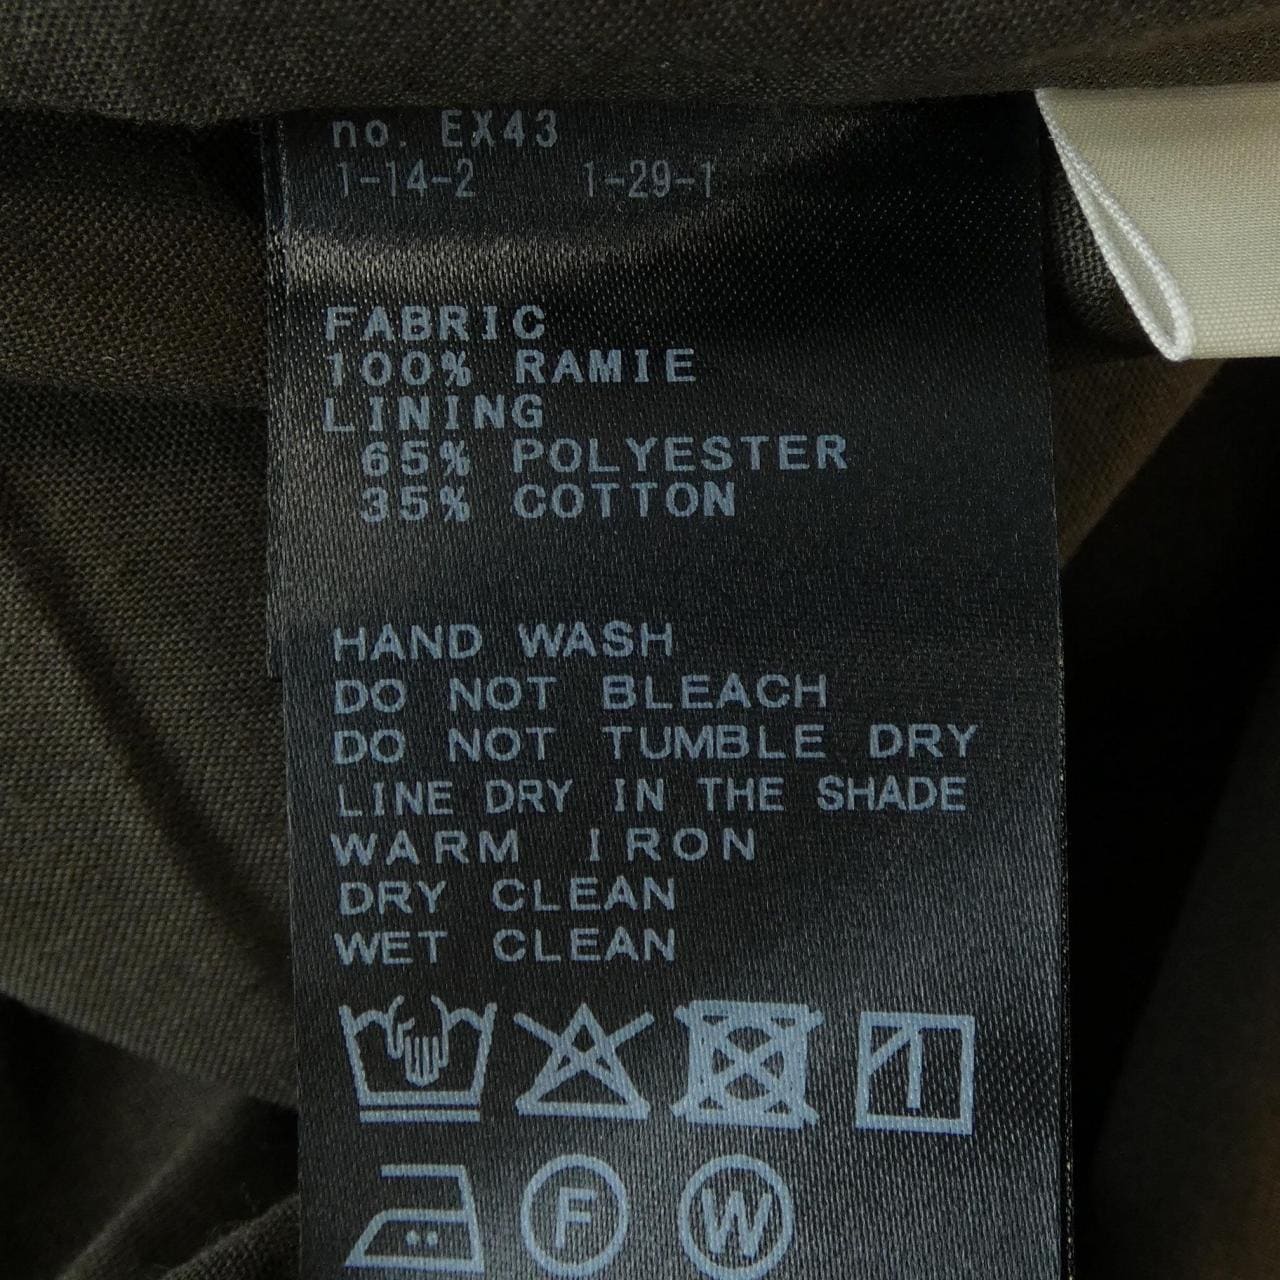 no. EX43
1-14-2 1-29-1
FABRIC
100% RAMIE
LINING
65% POLYESTER
35% COTTON
HAND WASH
DO NOT BLEACH
DO NOT TUMBLE DRY
LINE DRY IN THE SHADE
WARM IRON
DRY CLEAN
WET CLEAN
F W